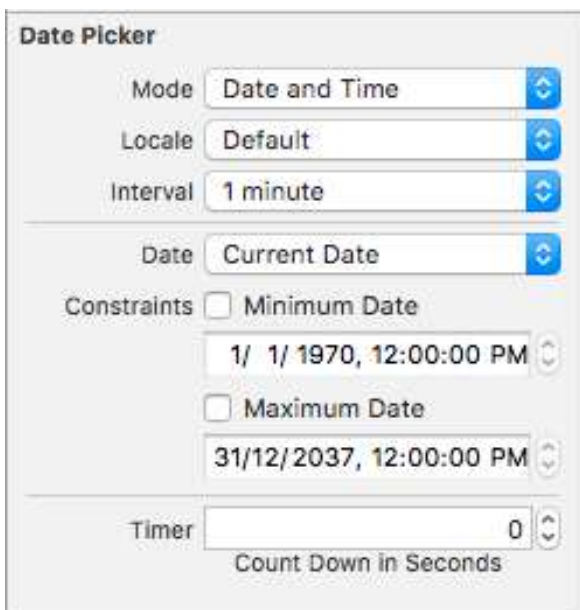 Date Picker
Mode Date and Time
Locale Default
Interval 1 minute
Date Current Date
Constraints Minimum Date
1/ 1/ 1970, 12:00:00 PM
Maximum Date
31/12/2037, 12:00:00 PM
Timer 0
Count Down in Seconds